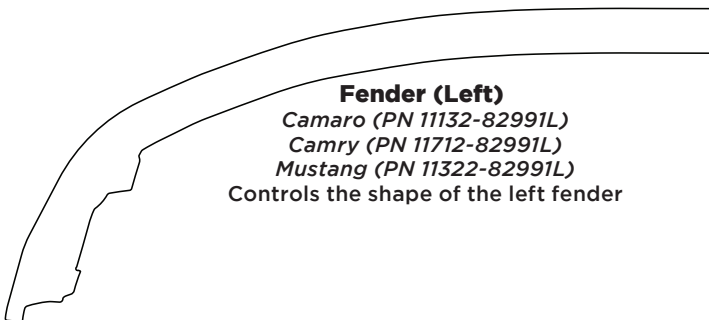 Fender (Left)
Camaro (PN 11132-82991L)
Camry (PN 11712-82991L)
Mustang (PN 11322-82991L)
Controls the shape of the left fender